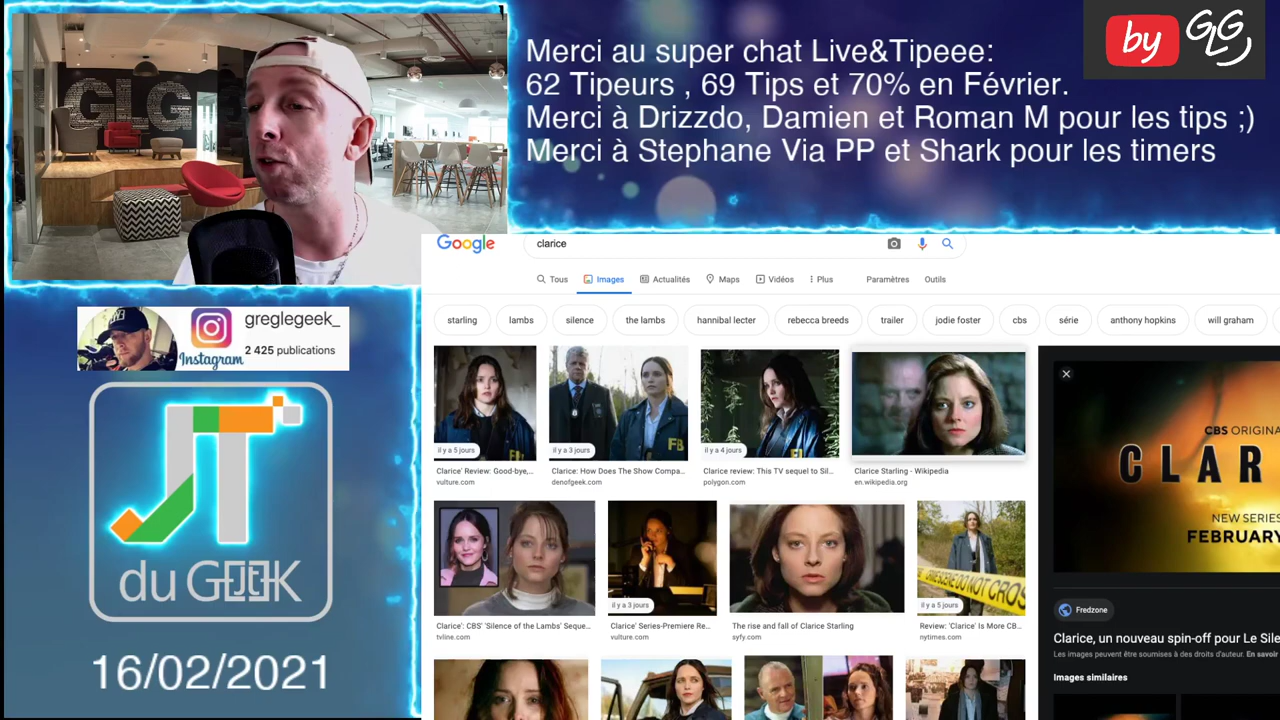 GLG
Merci au super chat Live&Tipeee:
62 Tipeurs , 69 Tips et 70% en Février.
Merci à Drizzdo, Damien et Roman M pour les tips ;)
Merci à Stephane Via PP et Shark pour les timers
by GLG
Google
clarice
Tous Images Actualités Maps Vidéos Plus Paramètres Outils
starling lambs silence the lambs hannibal lecter rebecca breeds trailer jodie foster cbs série anthony hopkins will graham
greglegeek_
Instagram
2 425 publications
FB
il y a 5 jours il y a 3 jours il y a 4 jours
Clarice' Review: Good-bye,... Clarice: How Does The Show Compa... Clarice review: This TV sequel to Sil... Clarice Starling - Wikipedia
vulture.com denofgeek.com polygon.com en.wikipedia.org
CBS ORIGINA
CLAR
NEW SERIES
FEBRUARY
JT
du GEEK
16/02/2021
DO NOT CROS
il y a 3 jours il y a 5 jours
Clarice': CBS' 'Silence of the Lambs' Seque... Clarice' Series-Premiere Re... The rise and fall of Clarice Starling Review: 'Clarice' Is More CB...
tvline.com vulture.com syfy.com nytimes.com
Fredzone
Clarice, un nouveau spin-off pour Le Sile
Les images peuvent être soumises à des droits d'auteur. En savoir
Images similaires